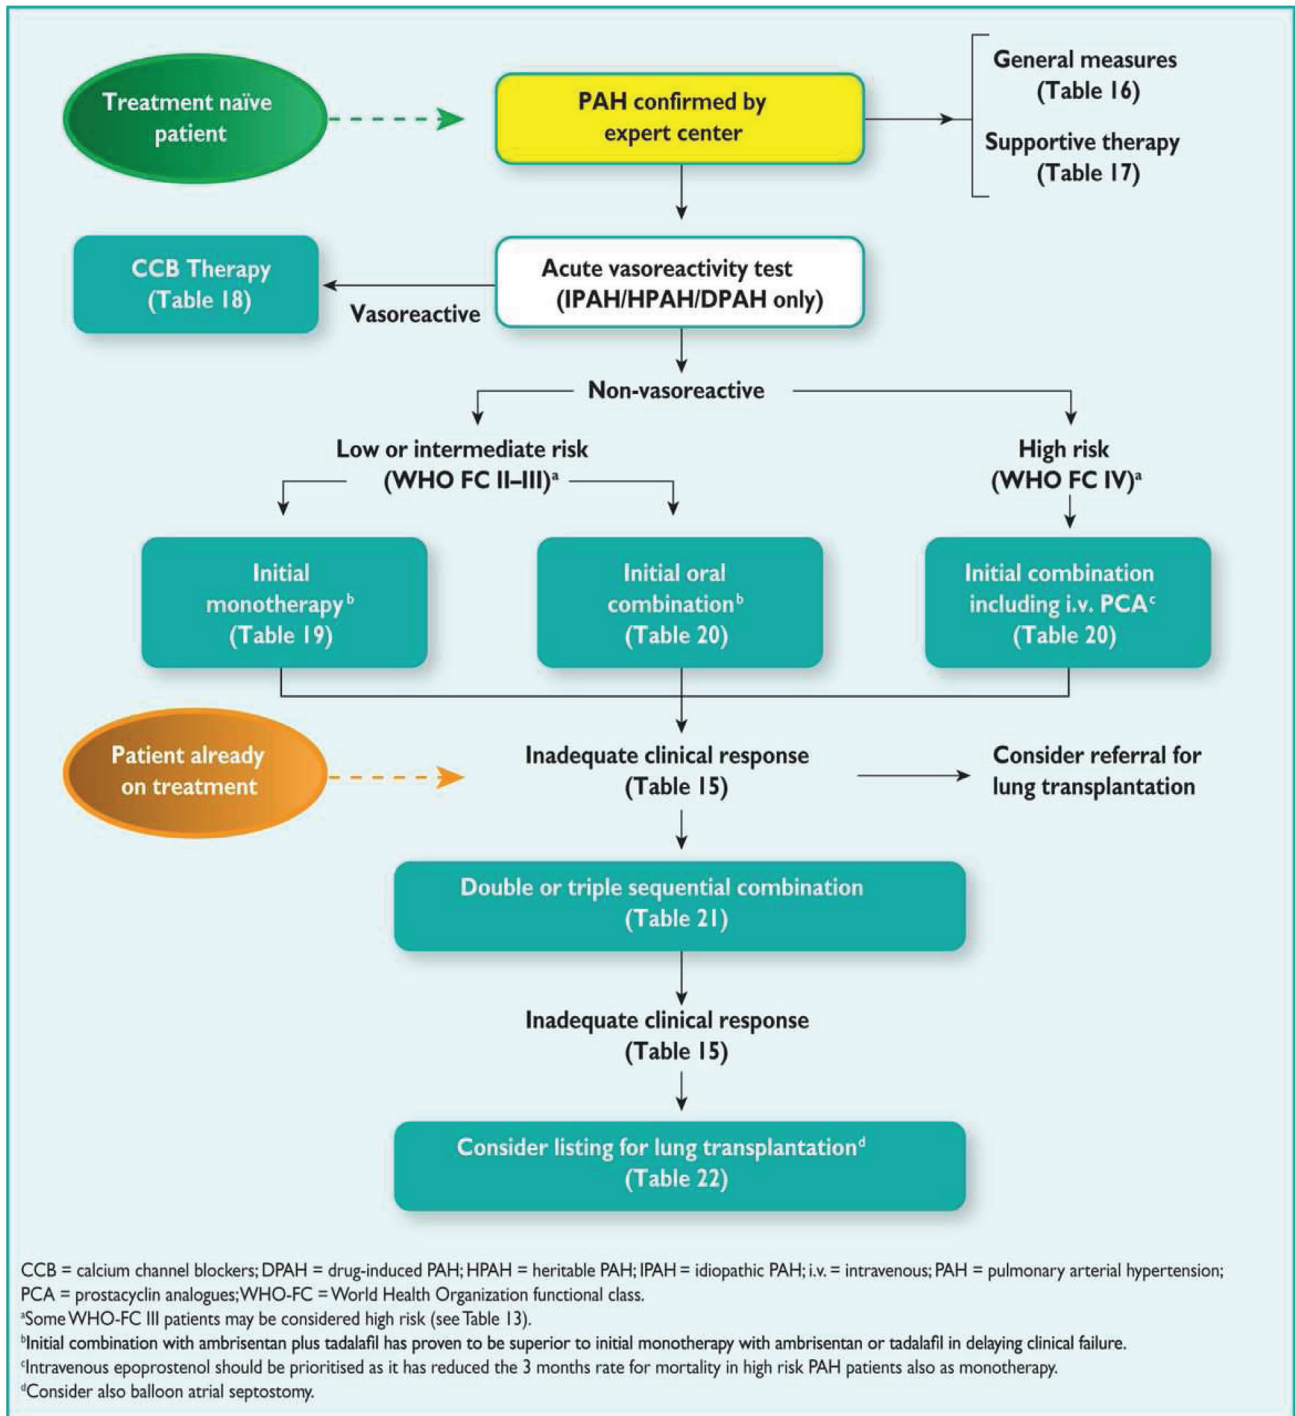 Treatment naïve
patient
PAH confirmed by
expert center
General measures
(Table 16)
Supportive therapy
(Table 17)
CCB Therapy
(Table 18)
Vasoreactive
Acute vasoreactivity test
(IPAH/HPAH/DPAH only)
Non-vasoreactive
Low or intermediate risk
(WHO FC II–III)ᵃ
High risk
(WHO FC IV)ᵃ
Initial
monotherapyᵇ
(Table 19)
Initial oral
combinationᵇ
(Table 20)
Initial combination
including i.v. PCAᶜ
(Table 20)
Patient already
on treatment
Inadequate clinical response
(Table 15)
Consider referral for
lung transplantation
Double or triple sequential combination
(Table 21)
Inadequate clinical response
(Table 15)
Consider listing for lung transplantationᵈ
(Table 22)
CCB = calcium channel blockers; DPAH = drug-induced PAH; HPAH = heritable PAH; IPAH = idiopathic PAH; i.v. = intravenous; PAH = pulmonary arterial hypertension;
PCA = prostacyclin analogues; WHO-FC = World Health Organization functional class.
ᵃSome WHO-FC III patients may be considered high risk (see Table 13).
ᵇInitial combination with ambrisentan plus tadalafil has proven to be superior to initial monotherapy with ambrisentan or tadalafil in delaying clinical failure.
ᶜIntravenous epoprostenol should be prioritised as it has reduced the 3 months rate for mortality in high risk PAH patients also as monotherapy.
ᵈConsider also balloon atrial septostomy.